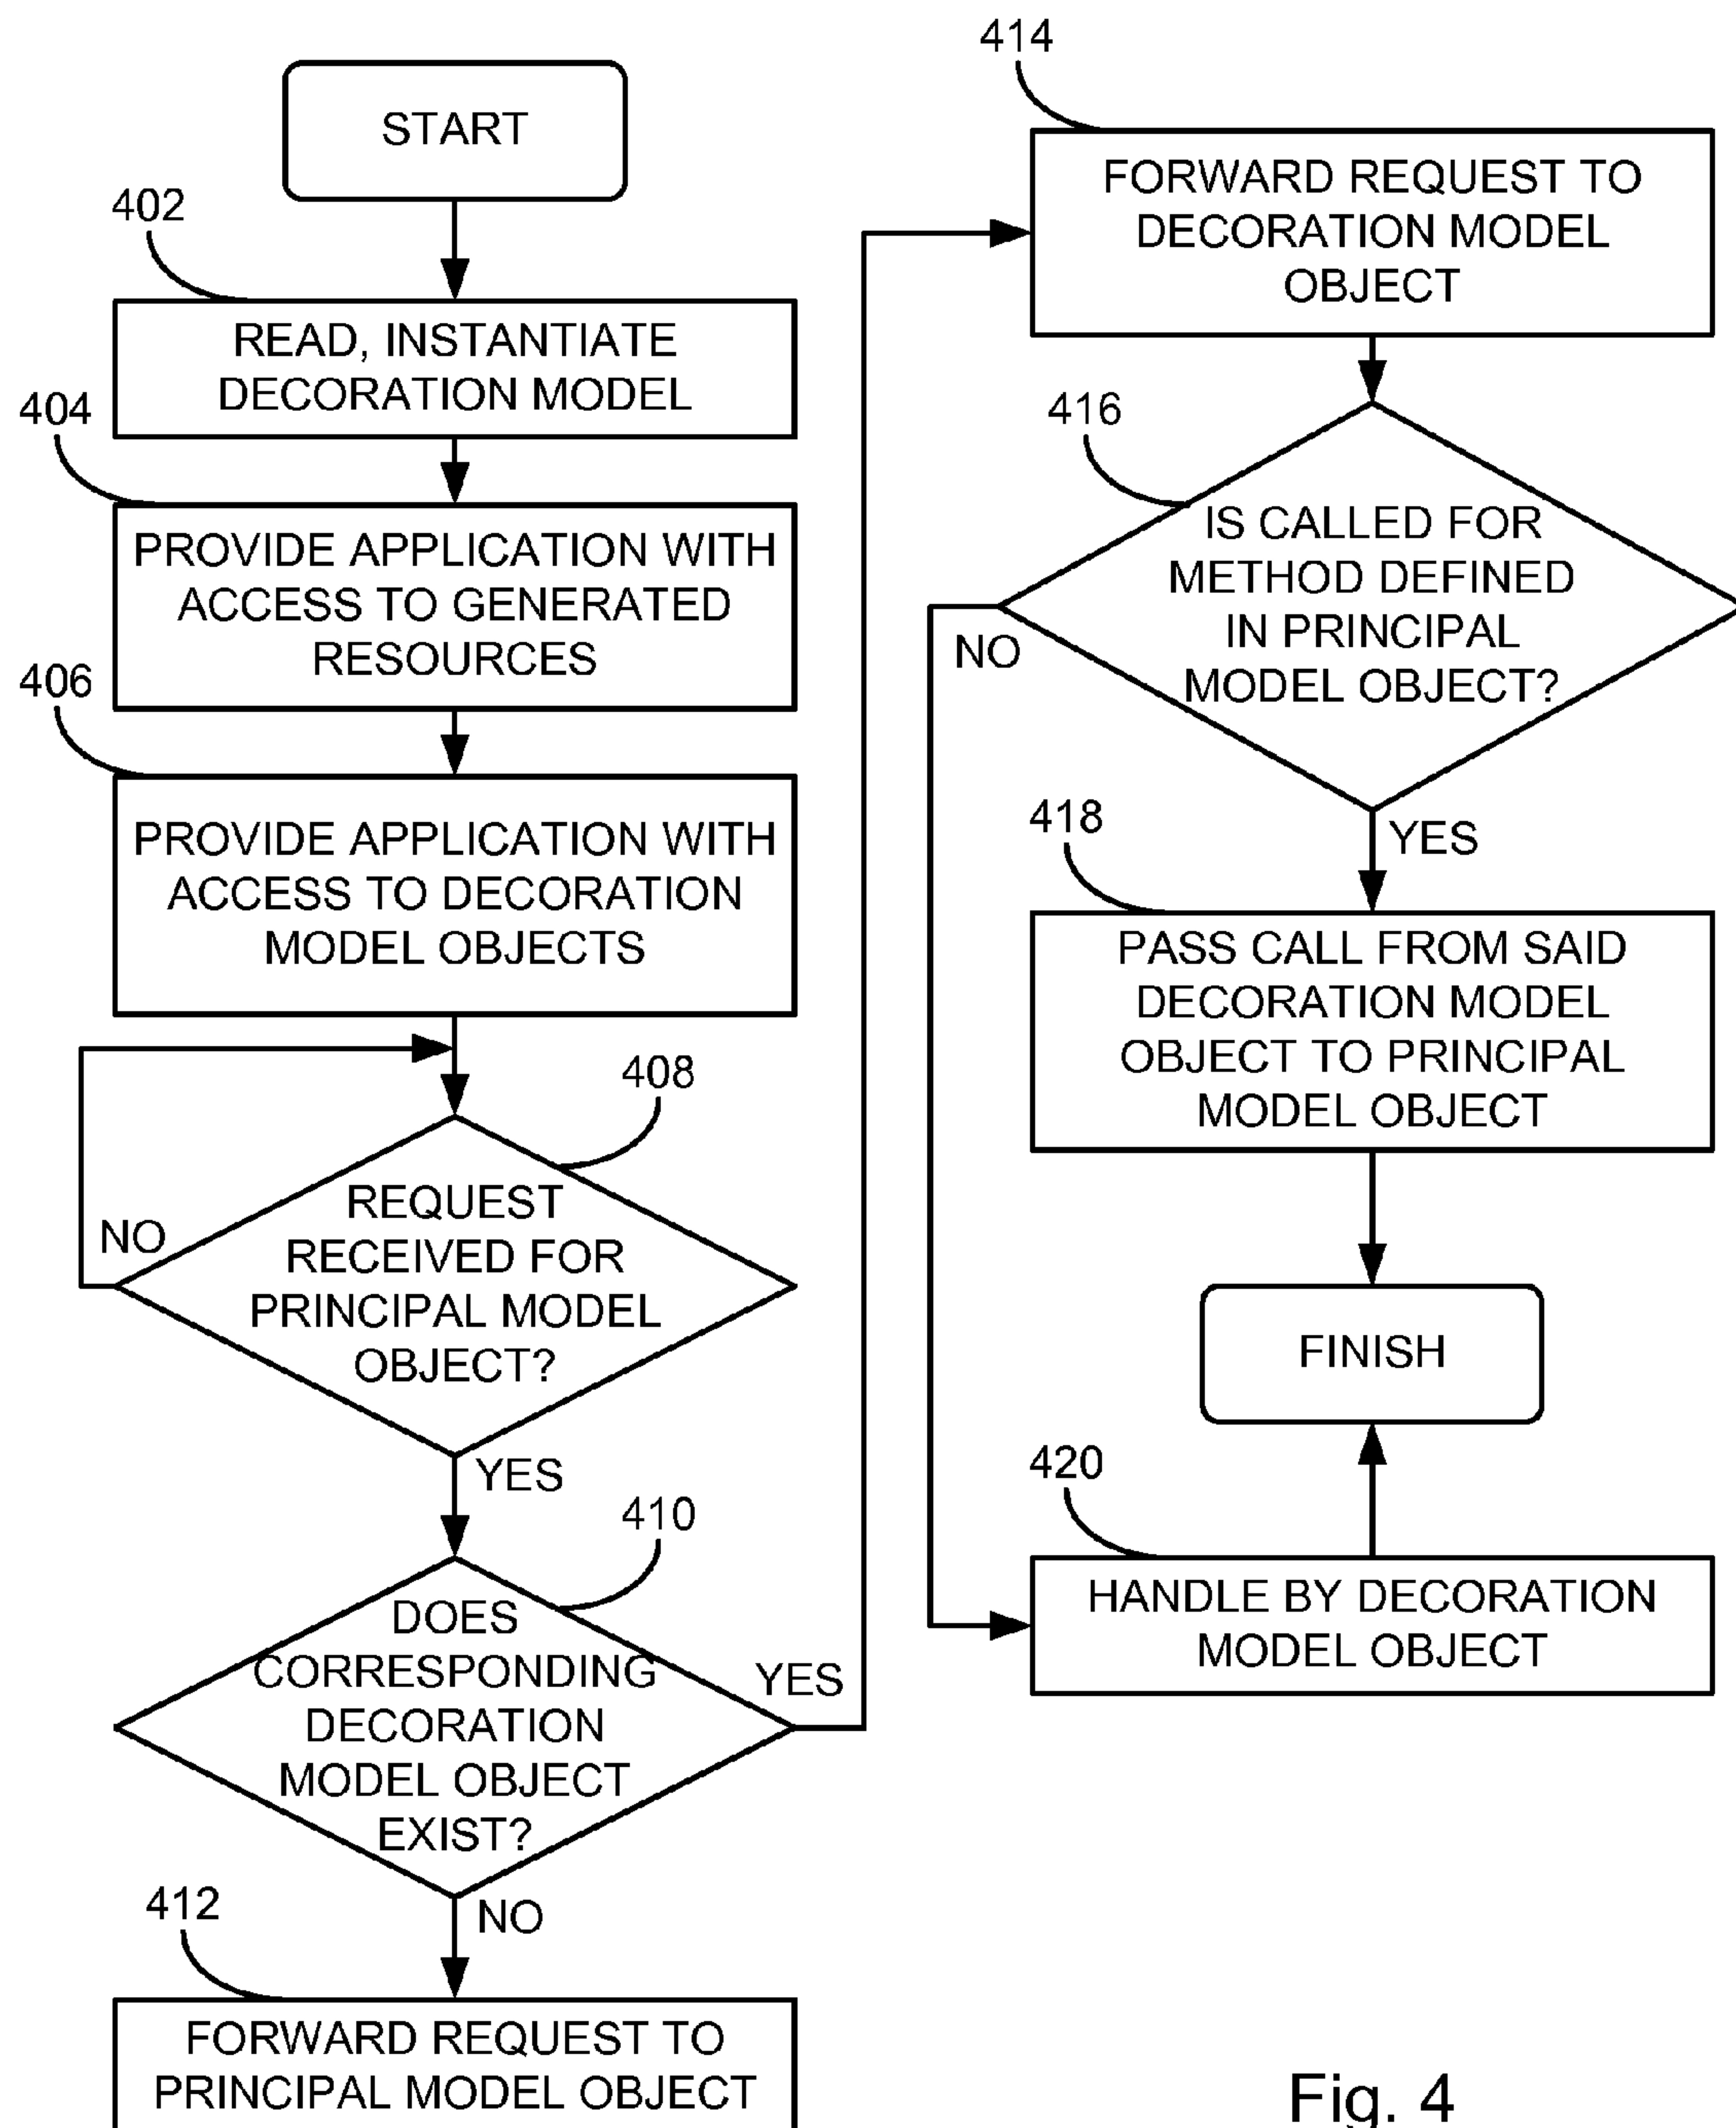 START
402
READ, INSTANTIATE
DECORATION MODEL
404
PROVIDE APPLICATION WITH
ACCESS TO GENERATED
RESOURCES
406
PROVIDE APPLICATION WITH
ACCESS TO DECORATION
MODEL OBJECTS
408
REQUEST
RECEIVED FOR
PRINCIPAL MODEL
OBJECT?
NO
YES
410
DOES
CORRESPONDING
DECORATION
MODEL OBJECT
EXIST?
YES
NO
412
FORWARD REQUEST TO
PRINCIPAL MODEL OBJECT
414
FORWARD REQUEST TO
DECORATION MODEL
OBJECT
416
IS CALLED FOR
METHOD DEFINED
IN PRINCIPAL
MODEL OBJECT?
NO
YES
418
PASS CALL FROM SAID
DECORATION MODEL
OBJECT TO PRINCIPAL
MODEL OBJECT
FINISH
420
HANDLE BY DECORATION
MODEL OBJECT
Fig. 4